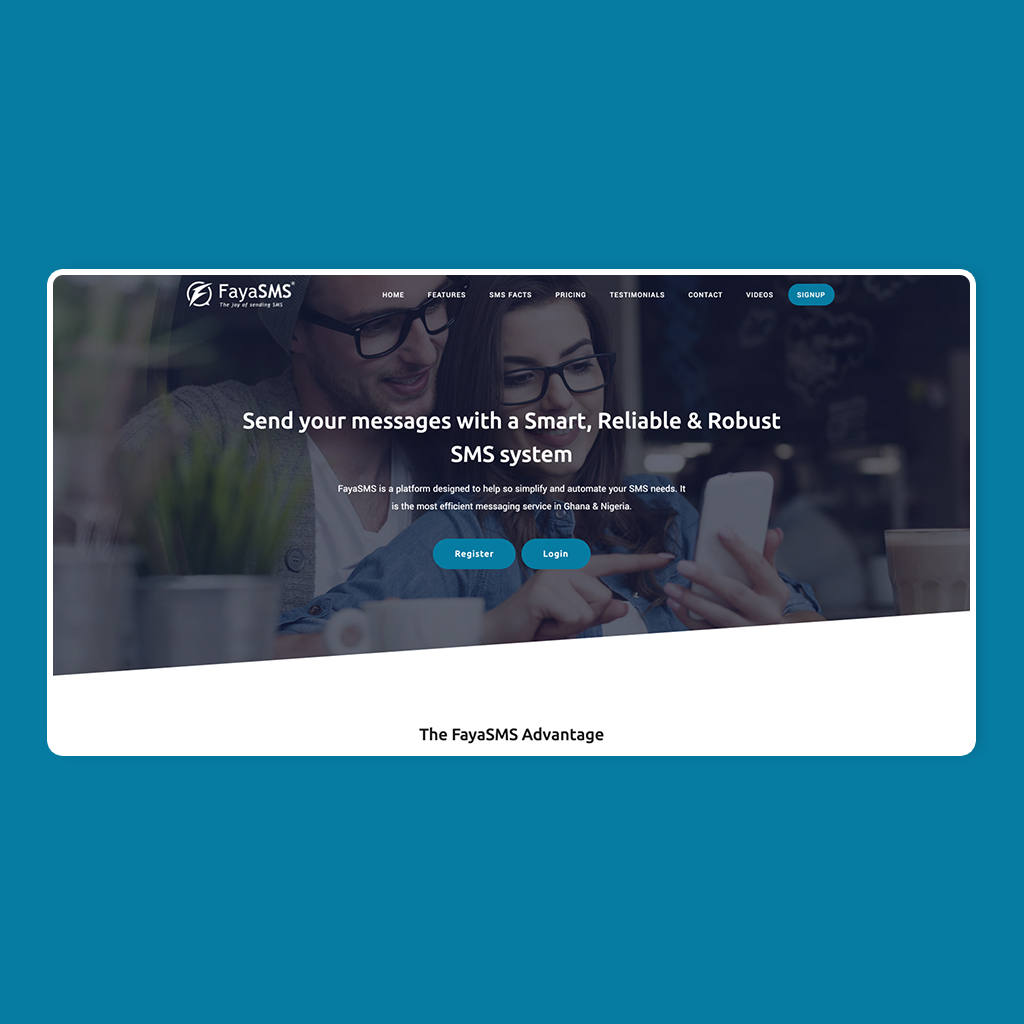 FayaSMS®
The joy of sending SMS
HOME FEATURES SMS FACTS PRICING TESTIMONIALS CONTACT VIDEOS SIGNUP
Send your messages with a Smart, Reliable & Robust
SMS system
FayaSMS is a platform designed to help so simplify and automate your SMS needs. It
is the most efficient messaging service in Ghana & Nigeria.
Register Login
The FayaSMS Advantage